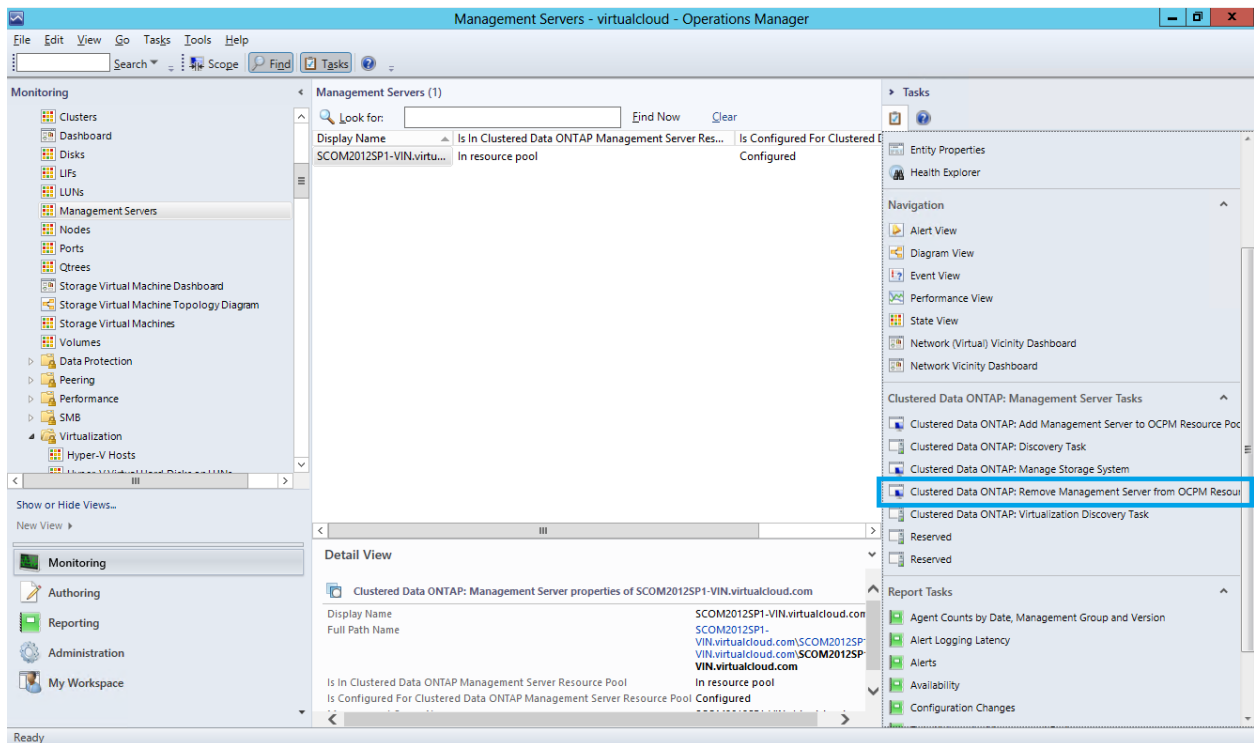 Management Servers - virtualcloud - Operations Manager
File Edit View Go Tasks Tools Help
Search Scope Find Tasks
Monitoring
Clusters
Dashboard
Disks
LIFs
LUNs
Management Servers
Nodes
Ports
Qtrees
Storage Virtual Machine Dashboard
Storage Virtual Machine Topology Diagram
Storage Virtual Machines
Volumes
Data Protection
Peering
Performance
SMB
Virtualization
Hyper-V Hosts
Show or Hide Views...
New View
Monitoring
Authoring
Reporting
Administration
My Workspace
Management Servers (1)
Look for: Find Now Clear
Display Name Is In Clustered Data ONTAP Management Server Res... Is Configured For Clustered D
SCOM2012SP1-VIN.virtu... In resource pool Configured
Detail View
Clustered Data ONTAP: Management Server properties of SCOM2012SP1-VIN.virtualcloud.com
Display Name SCOM2012SP1-VIN.virtualcloud.com
Full Path Name SCOM2012SP1-
VIN.virtualcloud.com\SCOM2012SP
VIN.virtualcloud.com\SCOM2012SP
VIN.virtualcloud.com
Is In Clustered Data ONTAP Management Server Resource Pool In resource pool
Is Configured For Clustered Data ONTAP Management Server Resource Pool Configured
Tasks
Entity Properties
Health Explorer
Navigation
Alert View
Diagram View
Event View
Performance View
State View
Network (Virtual) Vicinity Dashboard
Network Vicinity Dashboard
Clustered Data ONTAP: Management Server Tasks
Clustered Data ONTAP: Add Management Server to OCPM Resource Poo
Clustered Data ONTAP: Discovery Task
Clustered Data ONTAP: Manage Storage System
Clustered Data ONTAP: Remove Management Server from OCPM Resour
Clustered Data ONTAP: Virtualization Discovery Task
Reserved
Reserved
Report Tasks
Agent Counts by Date, Management Group and Version
Alert Logging Latency
Alerts
Availability
Configuration Changes
Ready